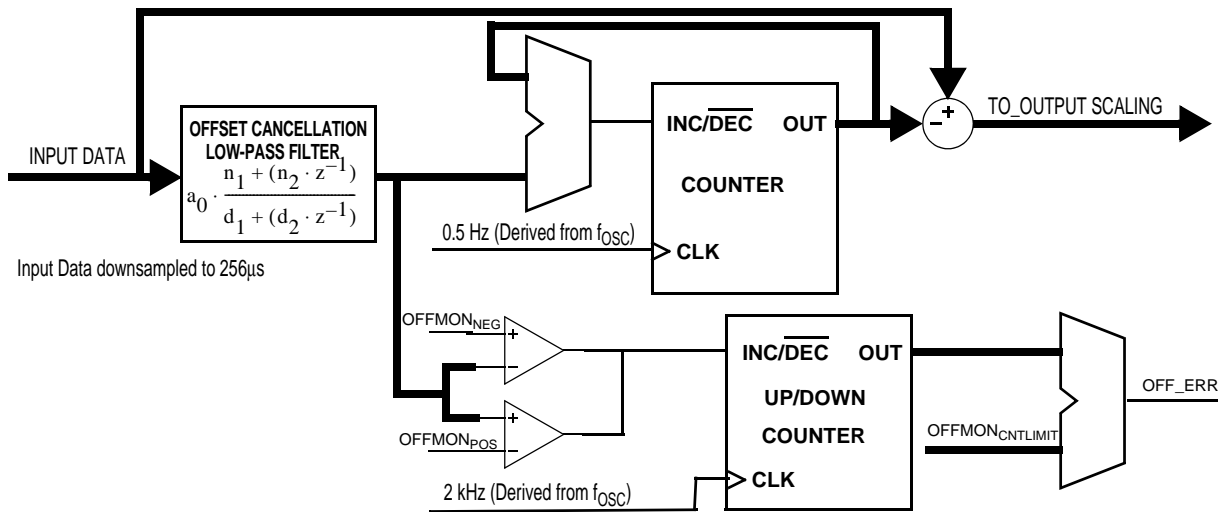 INPUT DATA
OFFSET CANCELLATION
LOW-PASS FILTER
a0 · n1 + (n2 · z−1)
d1 + (d2 · z−1)
Input Data downsampled to 256µs
INC/DEC OUT
COUNTER
0.5 Hz (Derived from fOSC)
CLK
− +
TO_OUTPUT SCALING
OFFMONNEG
+
−
+
OFFMONPOS
−
INC/DEC OUT
UP/DOWN
COUNTER
2 kHz (Derived from fOSC)
CLK
OFFMONCNTLIMIT
OFF_ERR